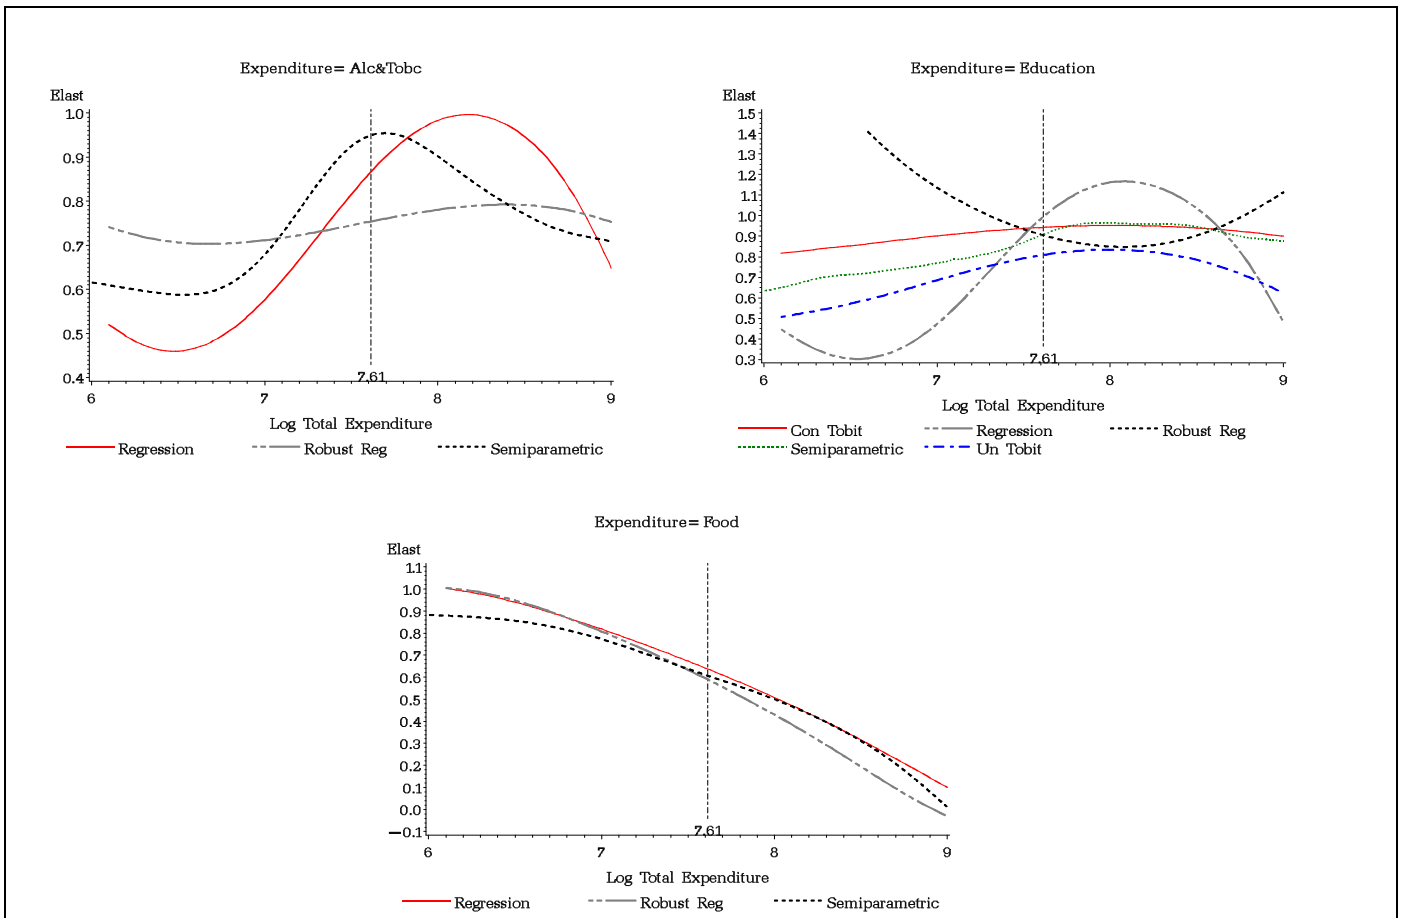 Expenditure= Alc&Tobc
Elast
1.0
0.9
0.8
0.7
0.6
0.5
0.4
7.61
6 7 8 9
Log Total Expenditure
Regression Robust Reg Semiparametric
Expenditure= Education
Elast
1.5
1.4
1.3
1.2
1.1
1.0
0.9
0.8
0.7
0.6
0.5
0.4
0.3
7.61
6 7 8 9
Log Total Expenditure
Con Tobit Regression Robust Reg
Semiparametric Un Tobit
Expenditure= Food
Elast
1.1
1.0
0.9
0.8
0.7
0.6
0.5
0.4
0.3
0.2
0.1
0.0
−0.1
7.61
6 7 8 9
Log Total Expenditure
Regression Robust Reg Semiparametric